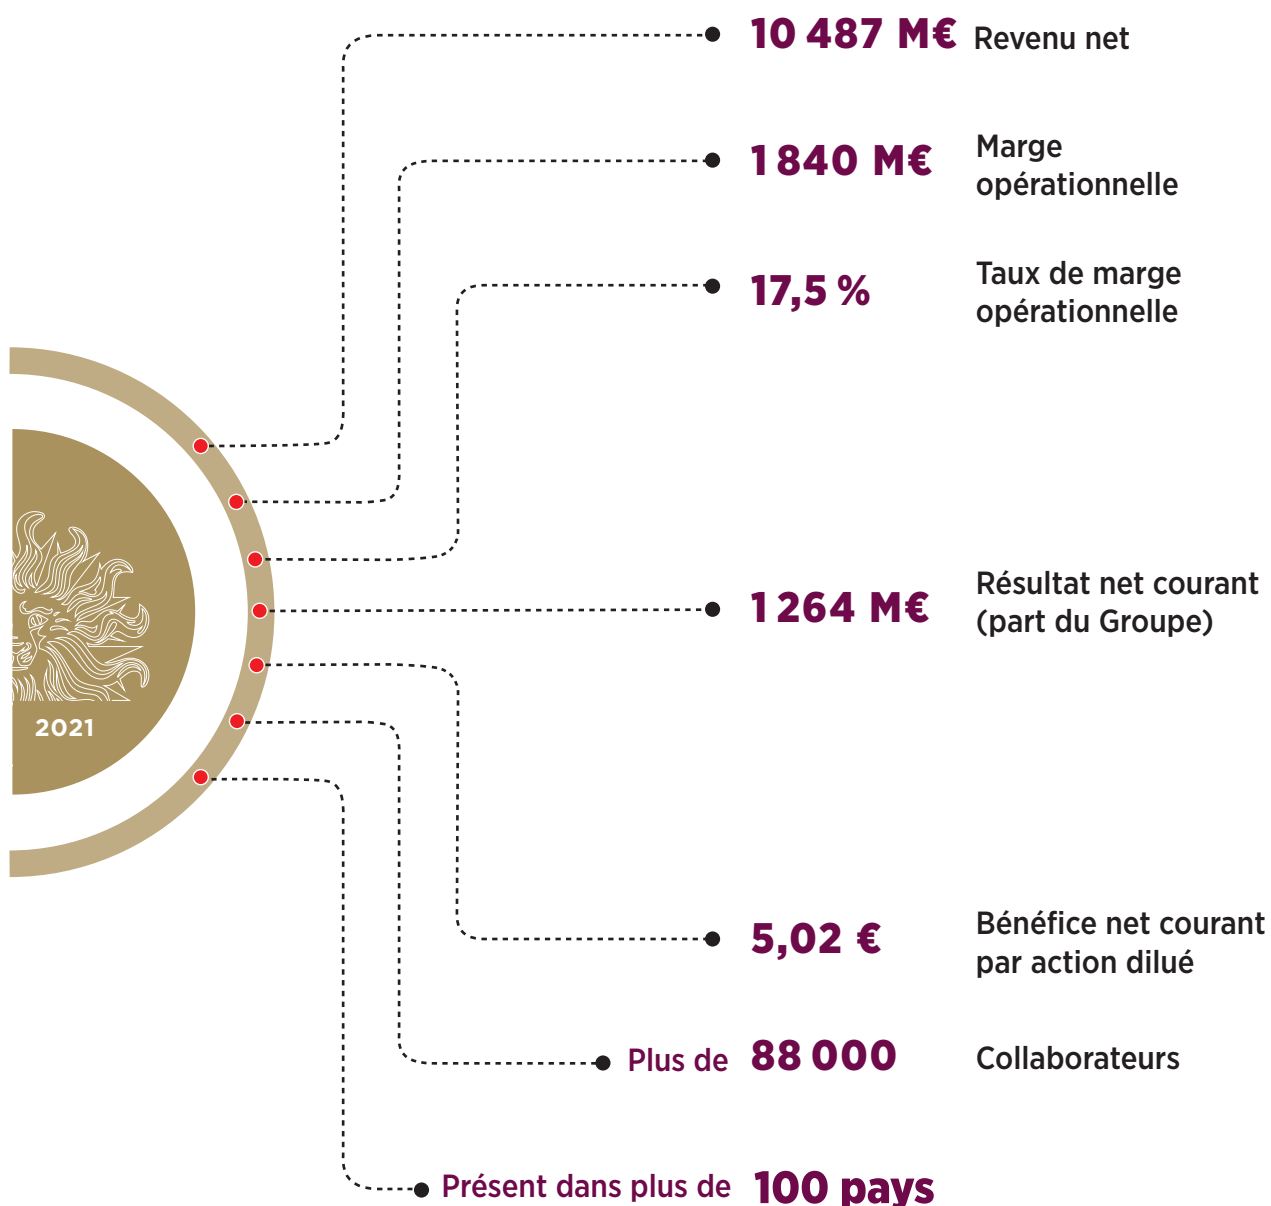 10 487 M€ Revenu net
1 840 M€ Marge
opérationnelle
17,5 % Taux de marge
opérationnelle
1 264 M€ Résultat net courant
(part du Groupe)
2021
5,02 € Bénéfice net courant
par action dilué
Plus de 88 000 Collaborateurs
Présent dans plus de 100 pays